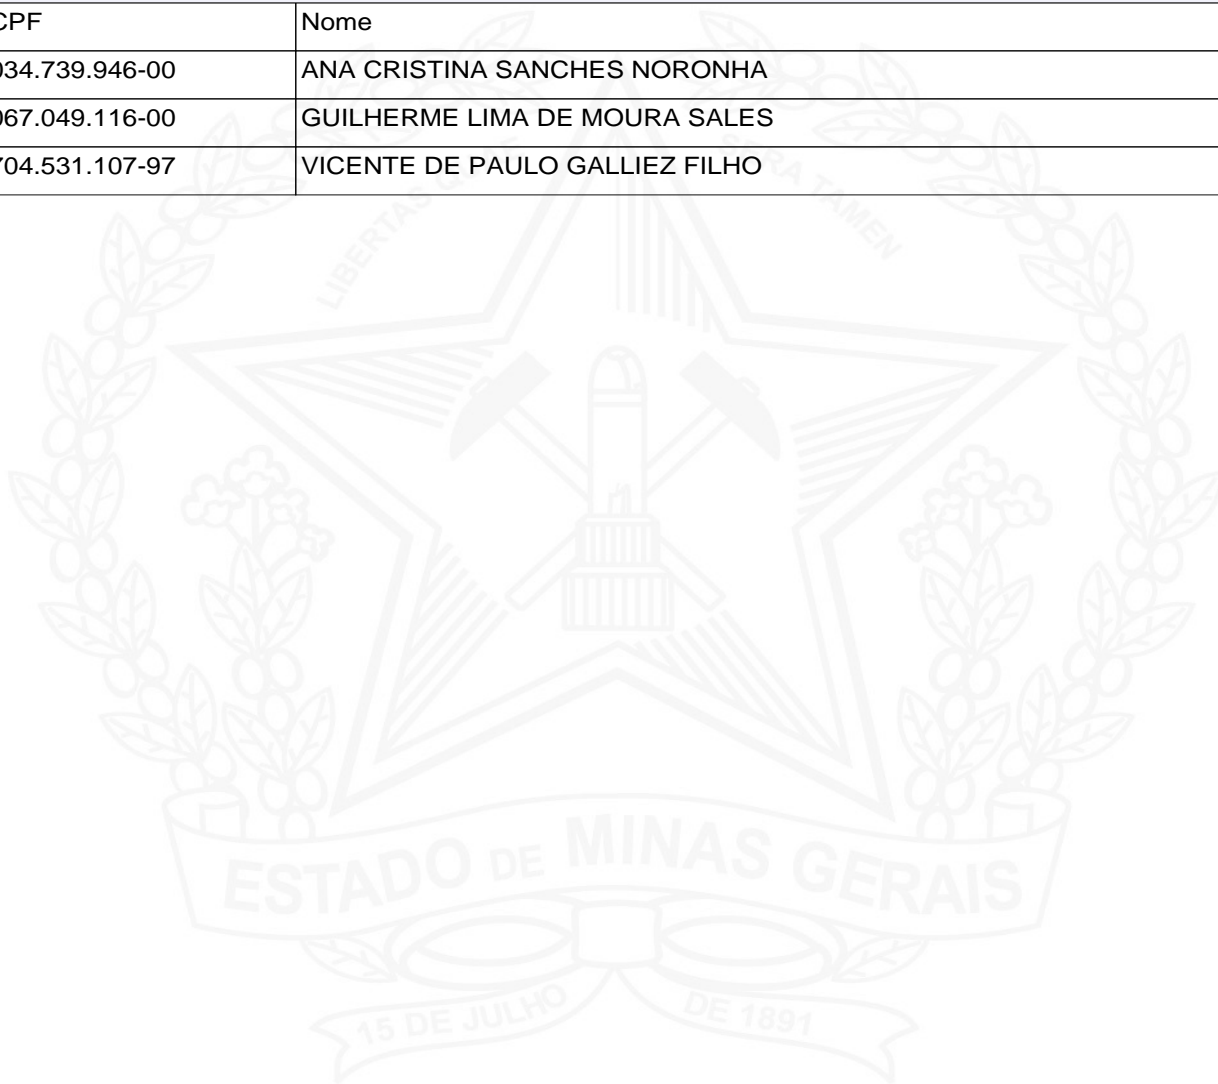 CPF Nome
034.739.946-00 ANA CRISTINA SANCHES NORONHA
067.049.116-00 GUILHERME LIMA DE MOURA SALES
704.531.107-97 VICENTE DE PAULO GALLIEZ FILHO
LIBERTAS QUE SERA TAMEN
ESTADO DE MINAS GERAIS
15 DE JULHO DE 1891